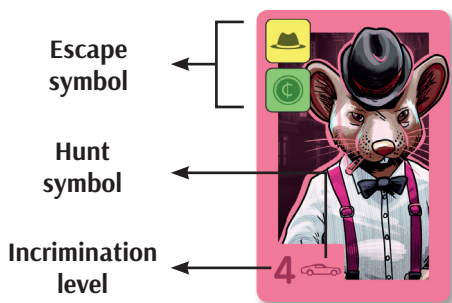 Escape
symbol
¢
Hunt
symbol
Incrimination
level
4